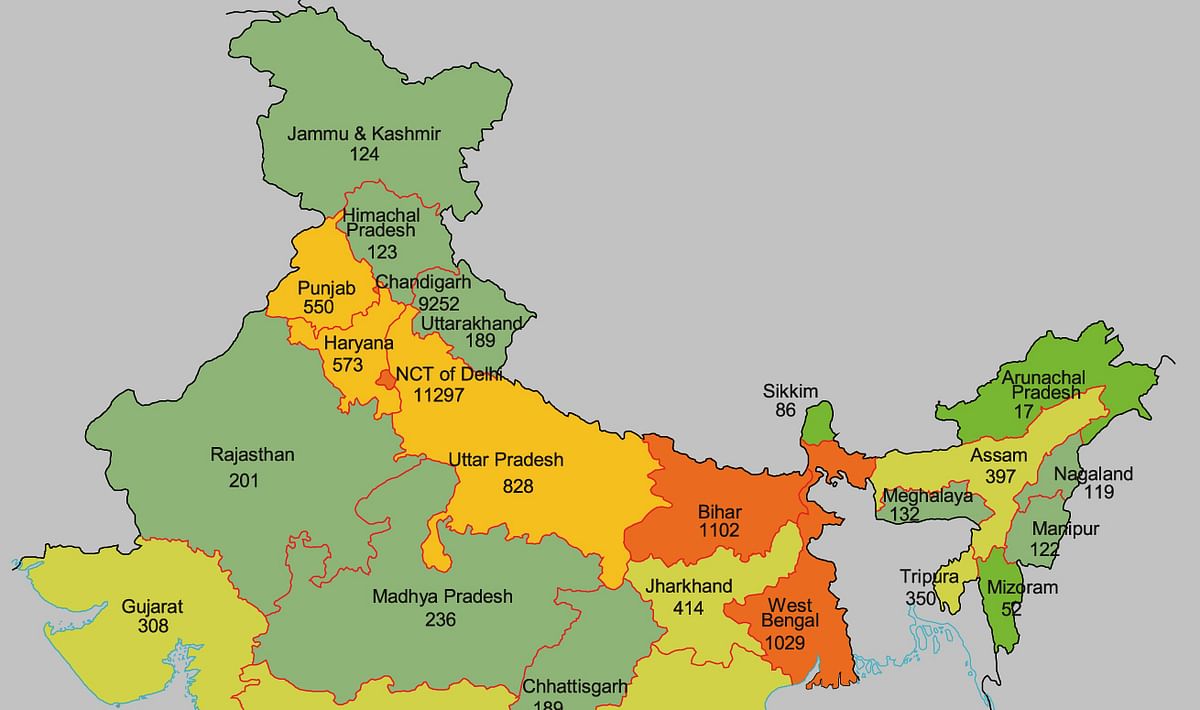 Jammu & Kashmir
124
Himachal
Pradesh
123
Chandigarh
9252
Punjab
550
Uttarakhand
189
Haryana
573
NCT of Delhi
11297
Rajasthan
201
Uttar Pradesh
828
Sikkim
86
Arunachal
Pradesh
17
Assam
397
Nagaland
119
Meghalaya
132
Manipur
122
Bihar
1102
Tripura
350
Mizoram
52
Gujarat
308
Madhya Pradesh
236
Jharkhand
414
West
Bengal
1029
Chhattisgarh
189